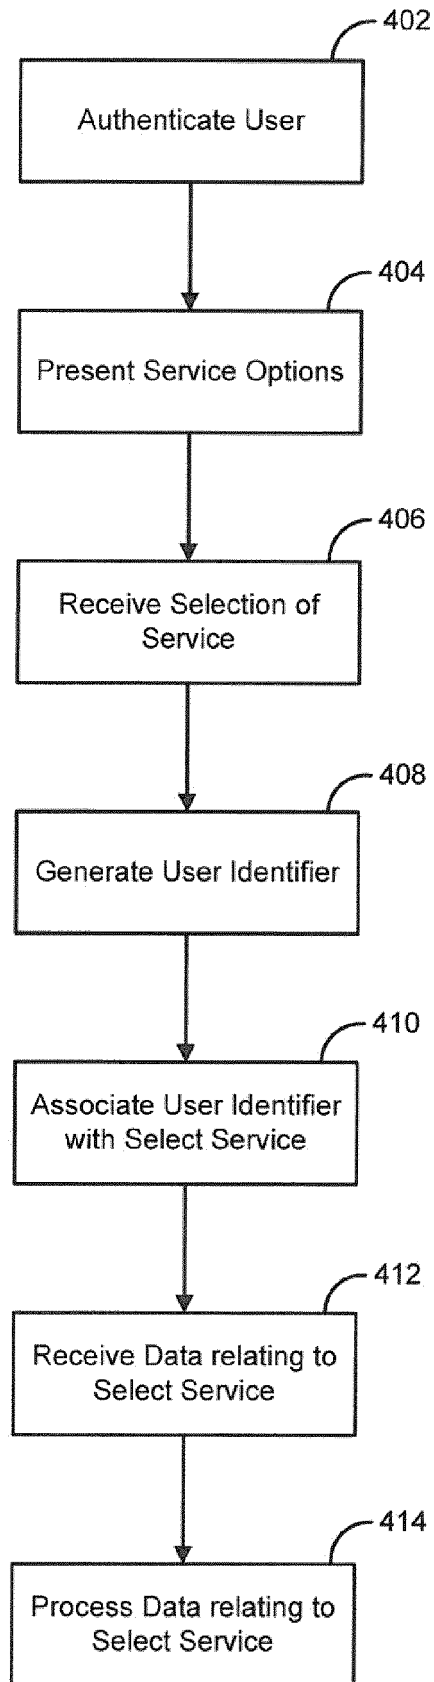 402
Authenticate User
404
Present Service Options
406
Receive Selection of
Service
408
Generate User Identifier
410
Associate User Identifier
with Select Service
412
Receive Data relating to
Select Service
414
Process Data relating to
Select Service